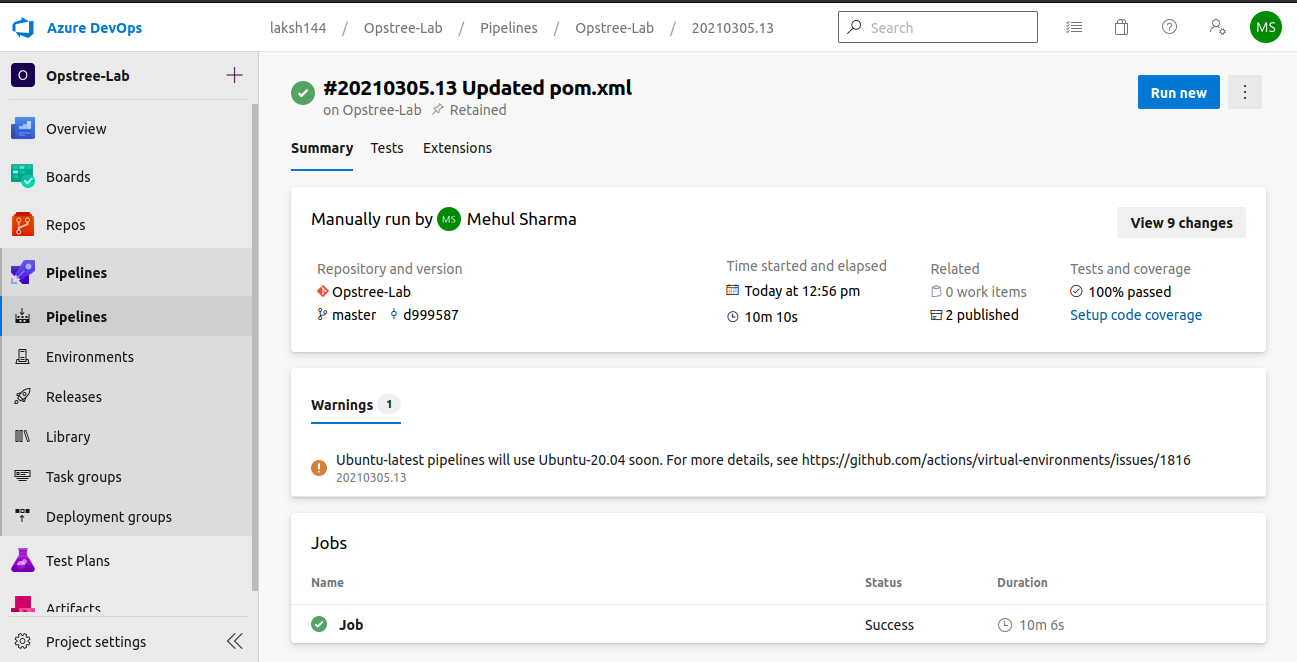 Azure DevOps
laksh144 / Opstree-Lab / Pipelines / Opstree-Lab / 20210305.13
Search
MS
O Opstree-Lab
Overview
Boards
Repos
Pipelines
Pipelines
Environments
Releases
Library
Task groups
Deployment groups
Test Plans
Artifacts
Project settings
#20210305.13 Updated pom.xml
on Opstree-Lab Retained
Run new
Summary Tests Extensions
Manually run by MS Mehul Sharma
View 9 changes
Repository and version
Opstree-Lab
master d999587
Time started and elapsed
Today at 12:56 pm
10m 10s
Related
0 work items
2 published
Tests and coverage
100% passed
Setup code coverage
Warnings 1
Ubuntu-latest pipelines will use Ubuntu-20.04 soon. For more details, see https://github.com/actions/virtual-environments/issues/1816
20210305.13
Jobs
Name Status Duration
Job Success 10m 6s